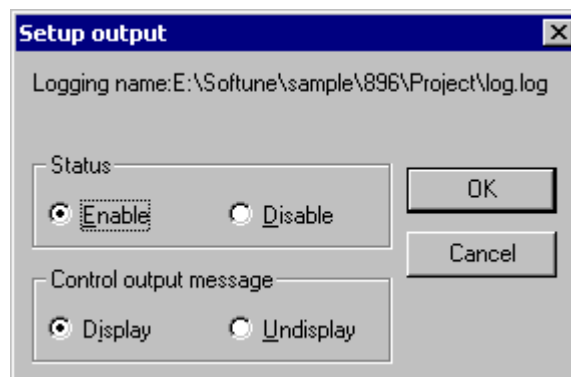 Setup output
Logging name:E:\Softune\sample\896\Project\log.log
Status
Enable Disable
OK
Cancel
Control output message
Display Undisplay